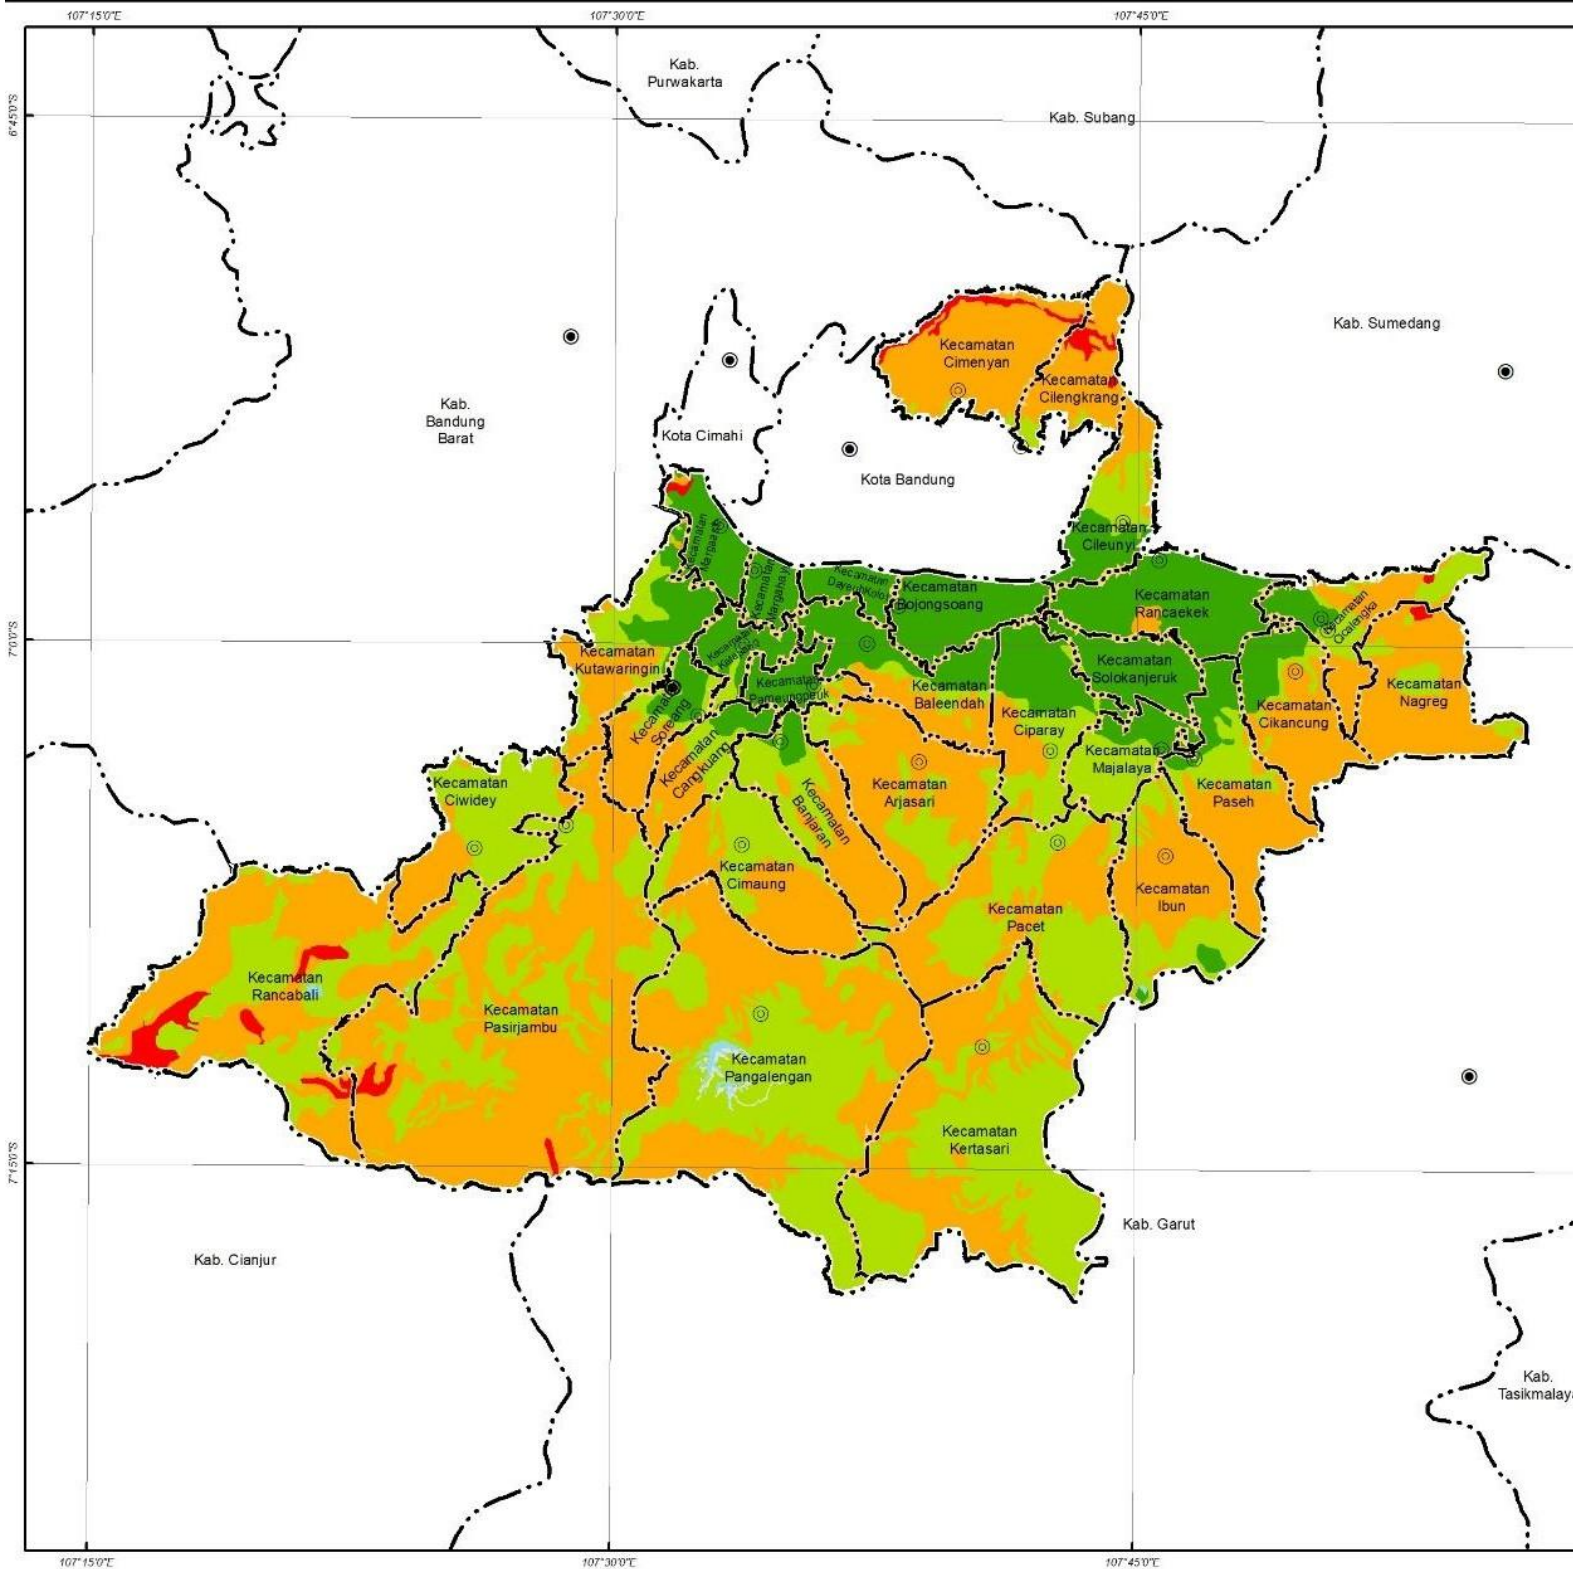 107°15'0"E
107°30'0"E
107°45'0"E
6°45'0"S
Kab.
Purwakarta
Kab. Subang
Kab. Sumedang
Kecamatan
Cimenyan
Kecamatan
Cilengkrang
Kab.
Bandung
Barat
Kota Cimahi
Kota Bandung
Kecamatan
Margaasih
Kecamatan
Margahayu
Kecamatan
Dayeuhkolot
Kecamatan
Bojongsoang
Kecamatan
Cileunyi
Kecamatan
Rancaekek
Kecamatan
Cicalengka
7°0'0"S
Kecamatan
Kutawaringin
Kecamatan
Katapang
Kecamatan
Pameungpeuk
Kecamatan
Baleendah
Kecamatan
Solokanjeruk
Kecamatan
Cikancung
Kecamatan
Nagreg
Kecamatan
Soreang
Kecamatan
Cangkuang
Kecamatan
Ciparay
Kecamatan
Majalaya
Kecamatan
Paseh
Kecamatan
Ciwidey
Kecamatan
Banjaran
Kecamatan
Arjasari
Kecamatan
Cimaung
Kecamatan
Pacet
Kecamatan
Ibun
Kecamatan
Rancabali
Kecamatan
Pasirjambu
Kecamatan
Pangalengan
Kecamatan
Kertasari
7°15'0"S
Kab. Cianjur
Kab. Garut
Kab.
Tasikmalaya
107°15'0"E
107°30'0"E
107°45'0"E